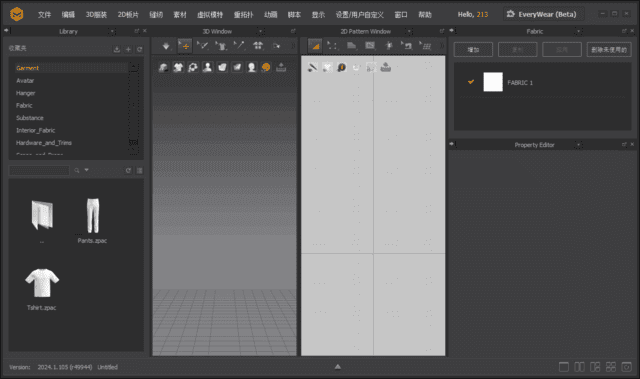 文件 编辑 3D服装 2D板片 缝纫 素材 虚拟模特 重拓扑 动画 脚本 显示 设置/用户自定义 窗口 帮助 Hello, 213 EveryWear (Beta)
Library 3D Window 2D Pattern Window Fabric
收藏夹
增加 复制 应用 删除未使用的
Garment
Avatar
Hanger
Fabric
Substance
Interior_Fabric
Hardware_and_Trims
FABRIC 1
Property Editor
..
Pants.zpac
Tshirt.zpac
Version: 2024.1.105 (r49944) Untitled